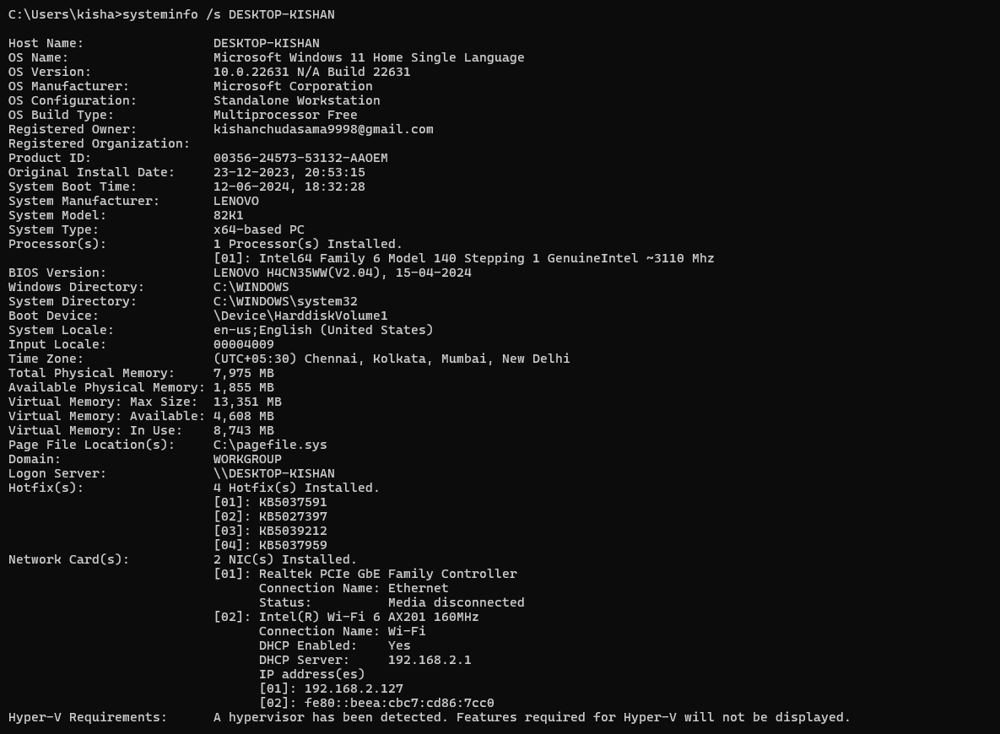 C:\Users\kisha>systeminfo /s DESKTOP-KISHAN

Host Name:                 DESKTOP-KISHAN
OS Name:                   Microsoft Windows 11 Home Single Language
OS Version:                10.0.22631 N/A Build 22631
OS Manufacturer:           Microsoft Corporation
OS Configuration:          Standalone Workstation
OS Build Type:             Multiprocessor Free
Registered Owner:          kishanchudasama9998@gmail.com
Registered Organization:
Product ID:                00356-24573-53132-AAOEM
Original Install Date:     23-12-2023, 20:53:15
System Boot Time:          12-06-2024, 18:32:28
System Manufacturer:       LENOVO
System Model:              82K1
System Type:               x64-based PC
Processor(s):              1 Processor(s) Installed.
                           [01]: Intel64 Family 6 Model 140 Stepping 1 GenuineIntel ~3110 Mhz
BIOS Version:              LENOVO H4CN35WW(V2.04), 15-04-2024
Windows Directory:         C:\WINDOWS
System Directory:          C:\WINDOWS\system32
Boot Device:               \Device\HarddiskVolume1
System Locale:             en-us;English (United States)
Input Locale:              00004009
Time Zone:                 (UTC+05:30) Chennai, Kolkata, Mumbai, New Delhi
Total Physical Memory:     7,975 MB
Available Physical Memory: 1,855 MB
Virtual Memory: Max Size:  13,351 MB
Virtual Memory: Available: 4,608 MB
Virtual Memory: In Use:    8,743 MB
Page File Location(s):     C:\pagefile.sys
Domain:                    WORKGROUP
Logon Server:              \\DESKTOP-KISHAN
Hotfix(s):                 4 Hotfix(s) Installed.
                           [01]: KB5037591
                           [02]: KB5027397
                           [03]: KB5039212
                           [04]: KB5037959
Network Card(s):           2 NIC(s) Installed.
                           [01]: Realtek PCIe GbE Family Controller
                                 Connection Name: Ethernet
                                 Status:          Media disconnected
                           [02]: Intel(R) Wi-Fi 6 AX201 160MHz
                                 Connection Name: Wi-Fi
                                 DHCP Enabled:    Yes
                                 DHCP Server:     192.168.2.1
                                 IP address(es)
                                 [01]: 192.168.2.127
                                 [02]: fe80::beea:cbc7:cd86:7cc0
Hyper-V Requirements:      A hypervisor has been detected. Features required for Hyper-V will not be displayed.